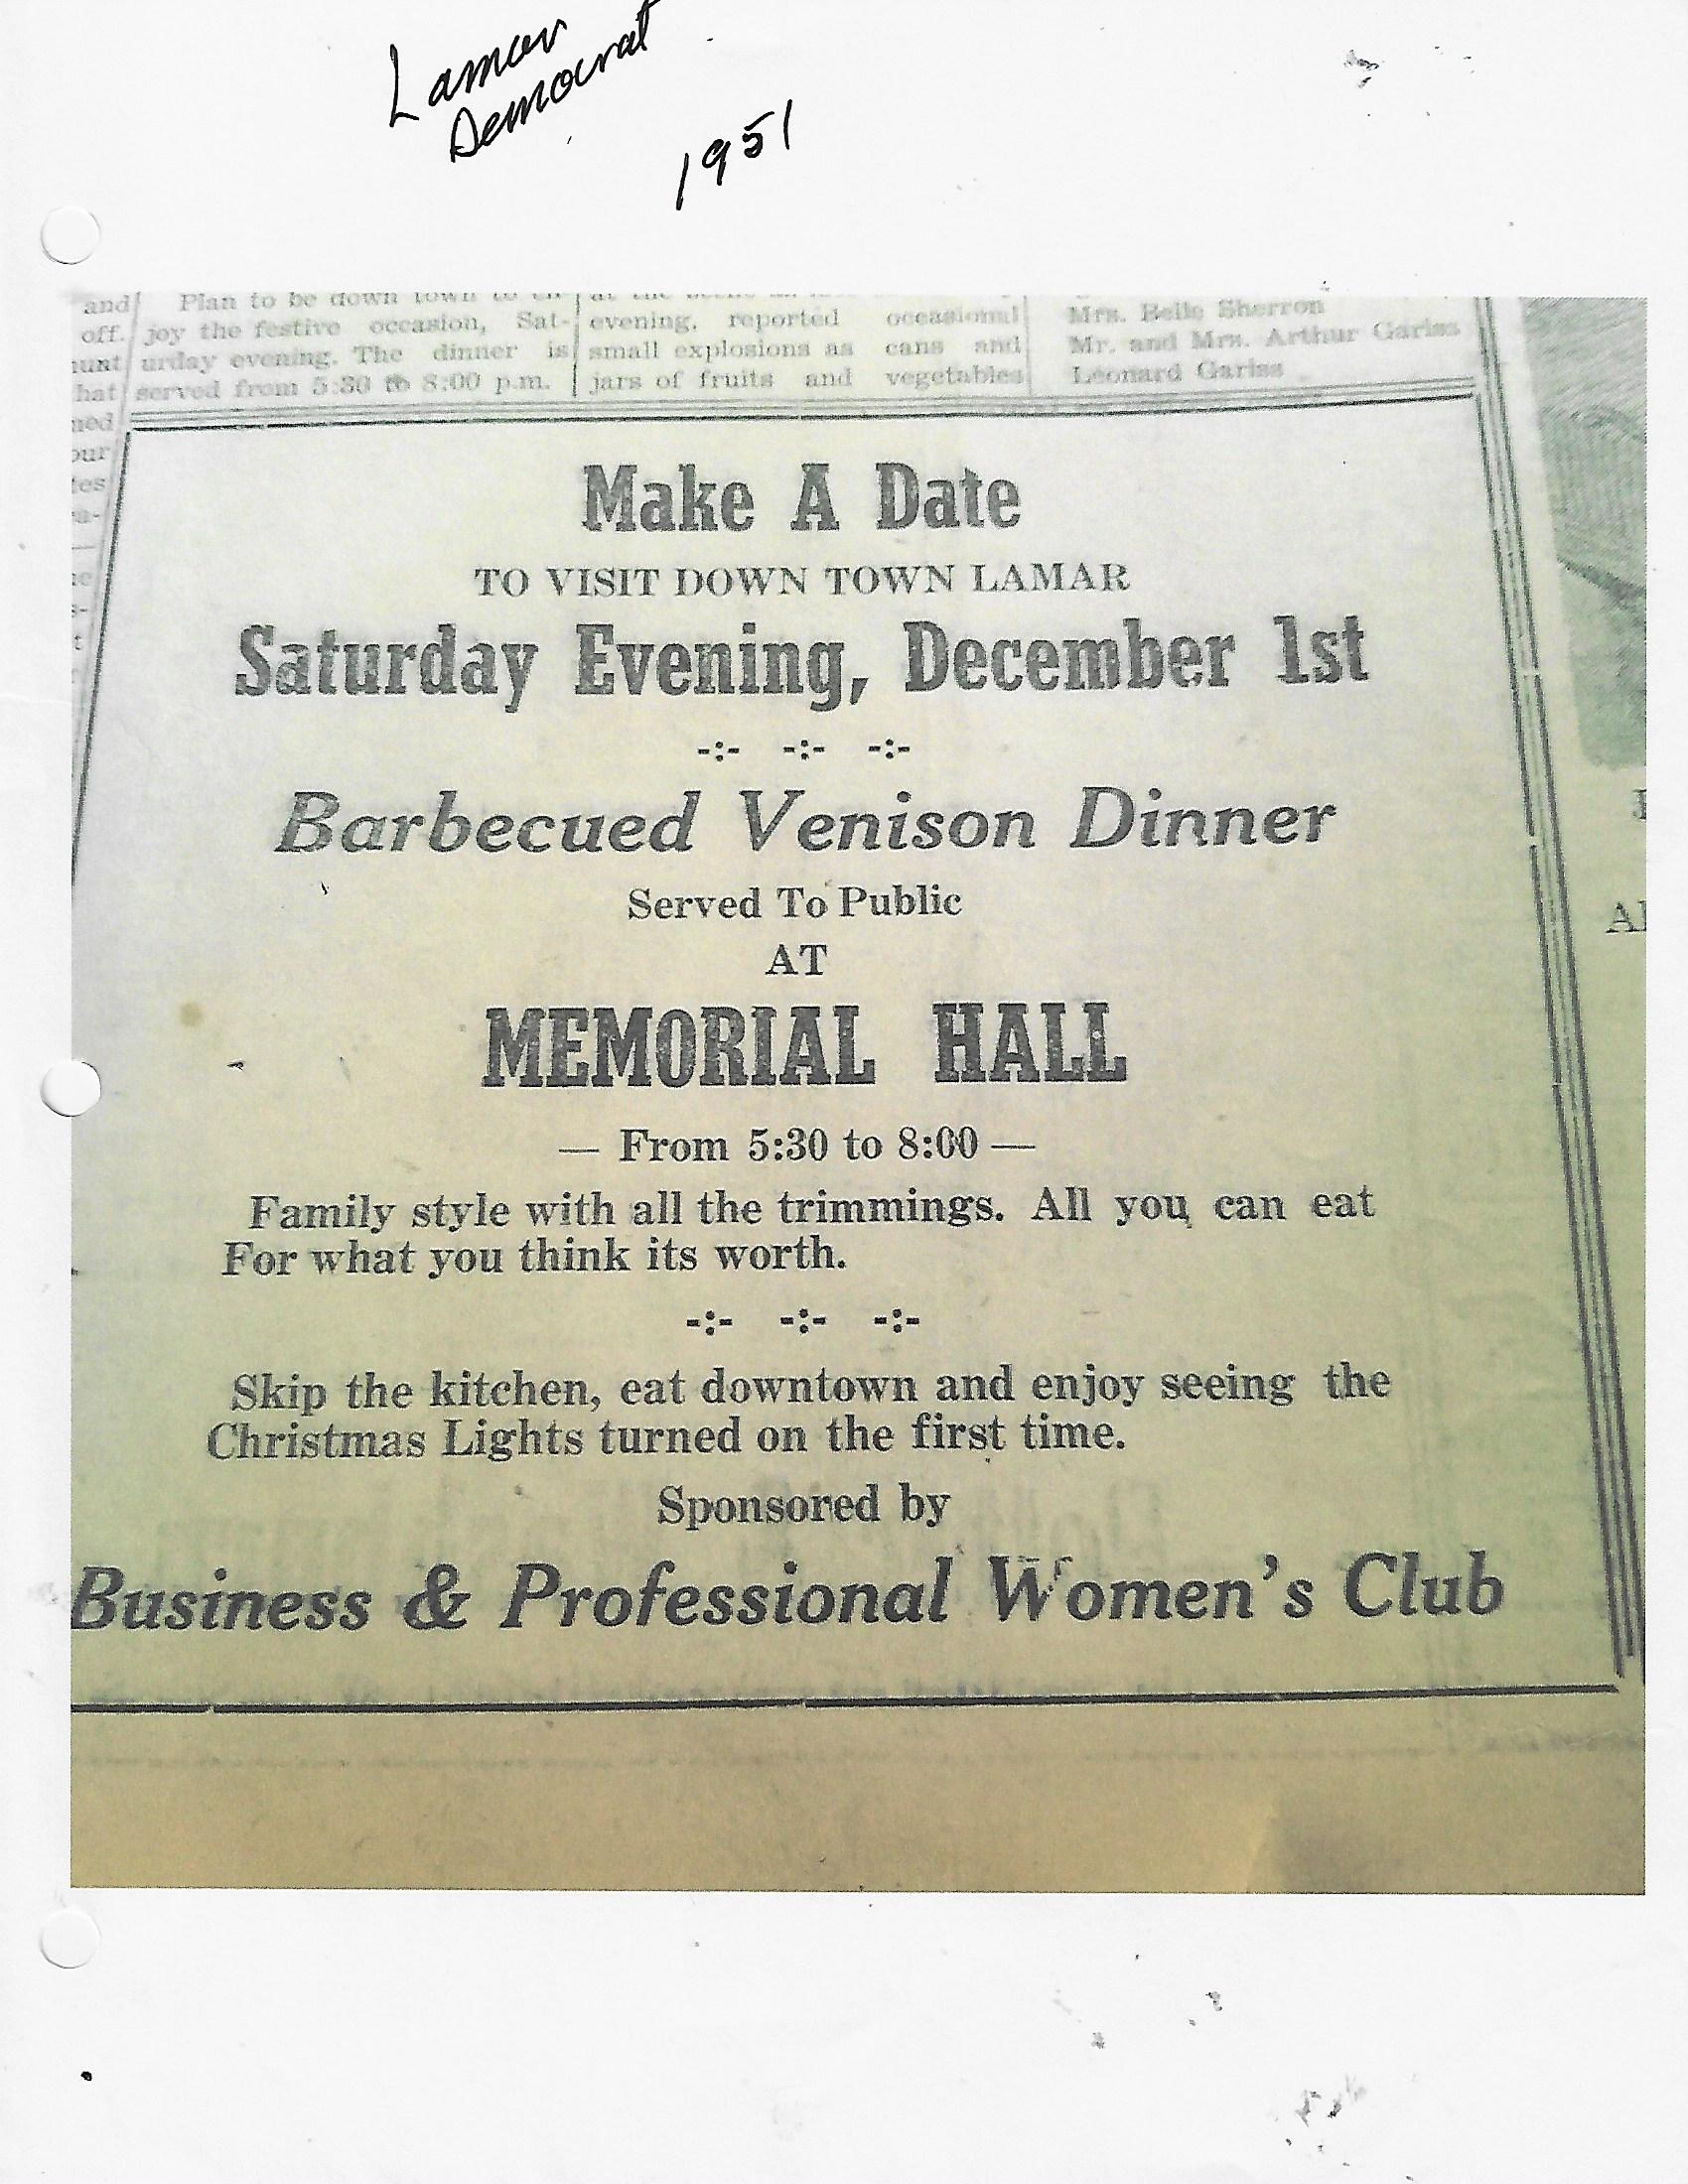 Lamar
Democrat
1951
and
off.
hat
Plan to be down town to en-
joy the festive occasion, Sat-
urday evening. The dinner is
served from 5:30 to 8:00 p.m.
evening, reported occasional
small explosions as cans and
jars of fruits and vegetables
Mrs. Belle Sherron
Mr. and Mrs. Arthur Gariss
Leonard Gariss
Make A Date
TO VISIT DOWN TOWN LAMAR
Saturday Evening, December 1st
-:- -:- -:-
Barbecued Venison Dinner
Served To Public
AT
MEMORIAL HALL
— From 5:30 to 8:00 —
Family style with all the trimmings. All you can eat
For what you think its worth.
-:- -:- -:-
Skip the kitchen, eat downtown and enjoy seeing the
Christmas Lights turned on the first time.
Sponsored by
Business & Professional Women's Club